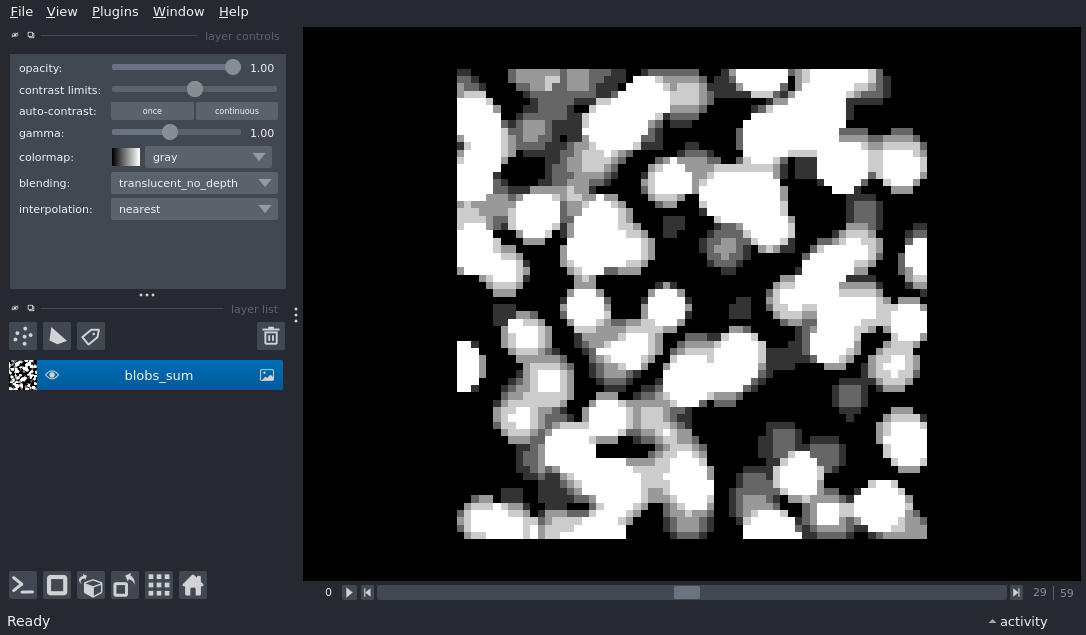 File View Plugins Window Help
layer controls
opacity: 1.00
contrast limits:
auto-contrast: once continuous
gamma: 1.00
colormap: gray
blending: translucent_no_depth
interpolation: nearest
layer list
blobs_sum
0 29 59
Ready activity